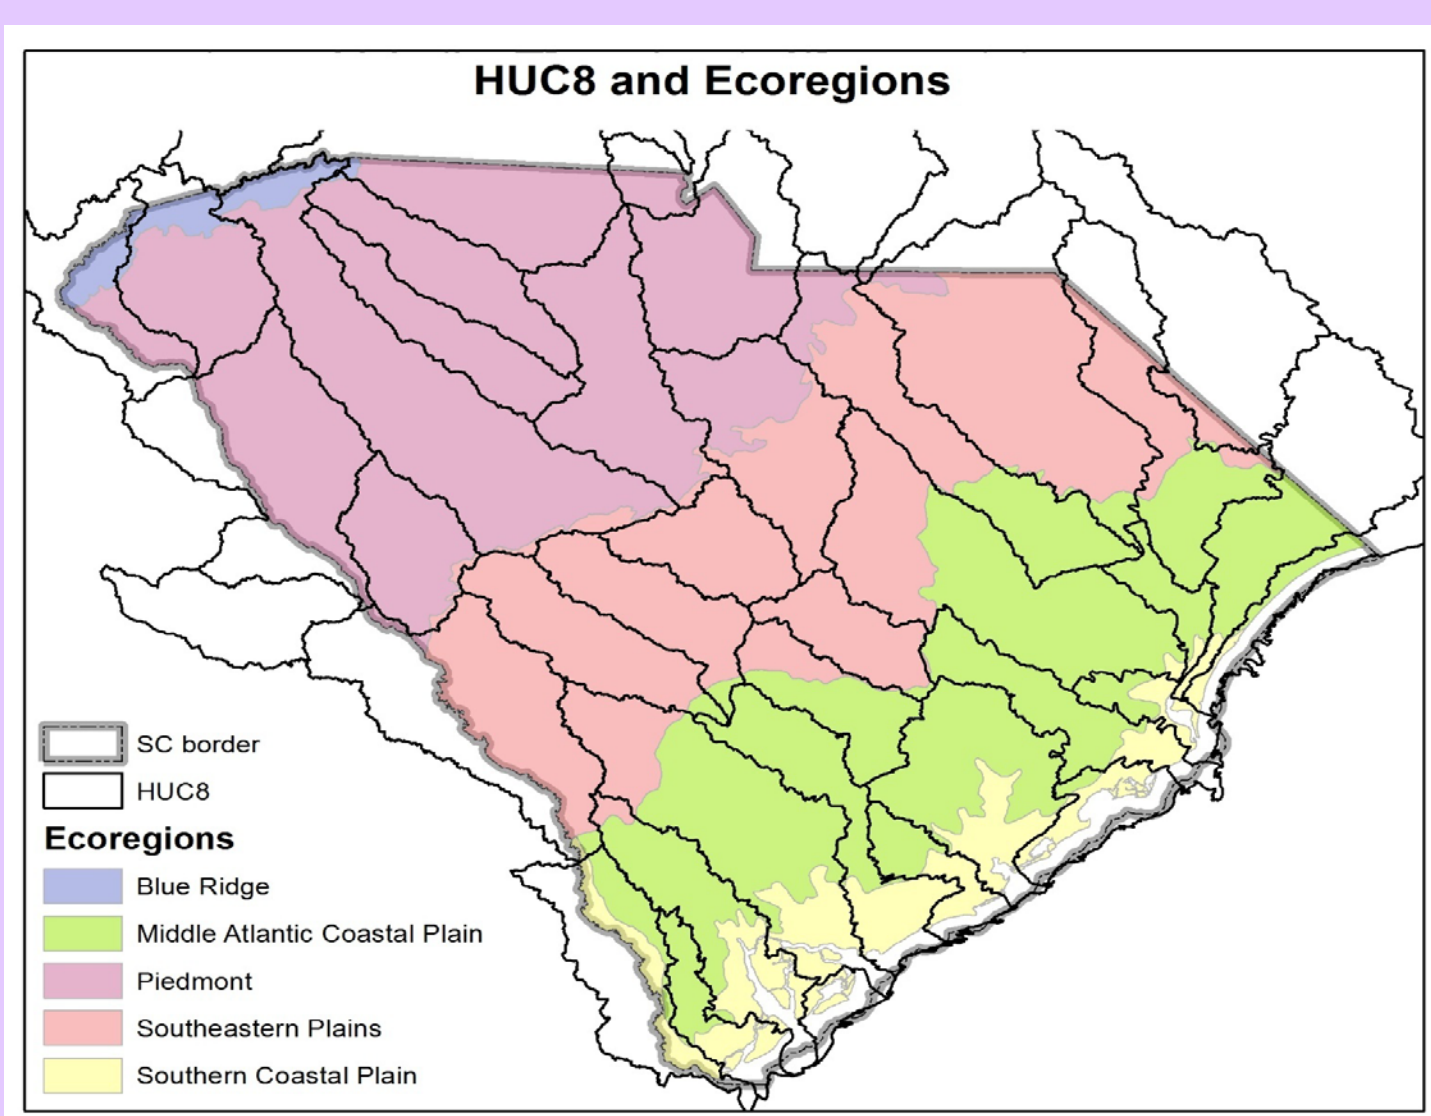 HUC8 and Ecoregions
SC border
HUC8
Ecoregions
Blue Ridge
Middle Atlantic Coastal Plain
Piedmont
Southeastern Plains
Southern Coastal Plain